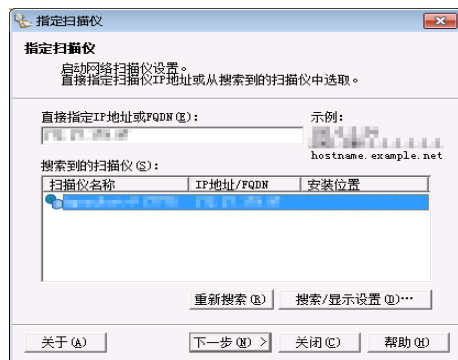 指定扫描仪
指定扫描仪
启动网络扫描仪设置。
直接指定扫描仪IP地址或从搜索到的扫描仪中选取。
直接指定IP地址或FQDN(E):
示例:
hostname.example.net
搜索到的扫描仪(S):
扫描仪名称 IP地址/FQDN 安装位置
重新搜索(R) 搜索/显示设置(D)…
关于(A) 下一步(N) > 关闭(C) 帮助(H)